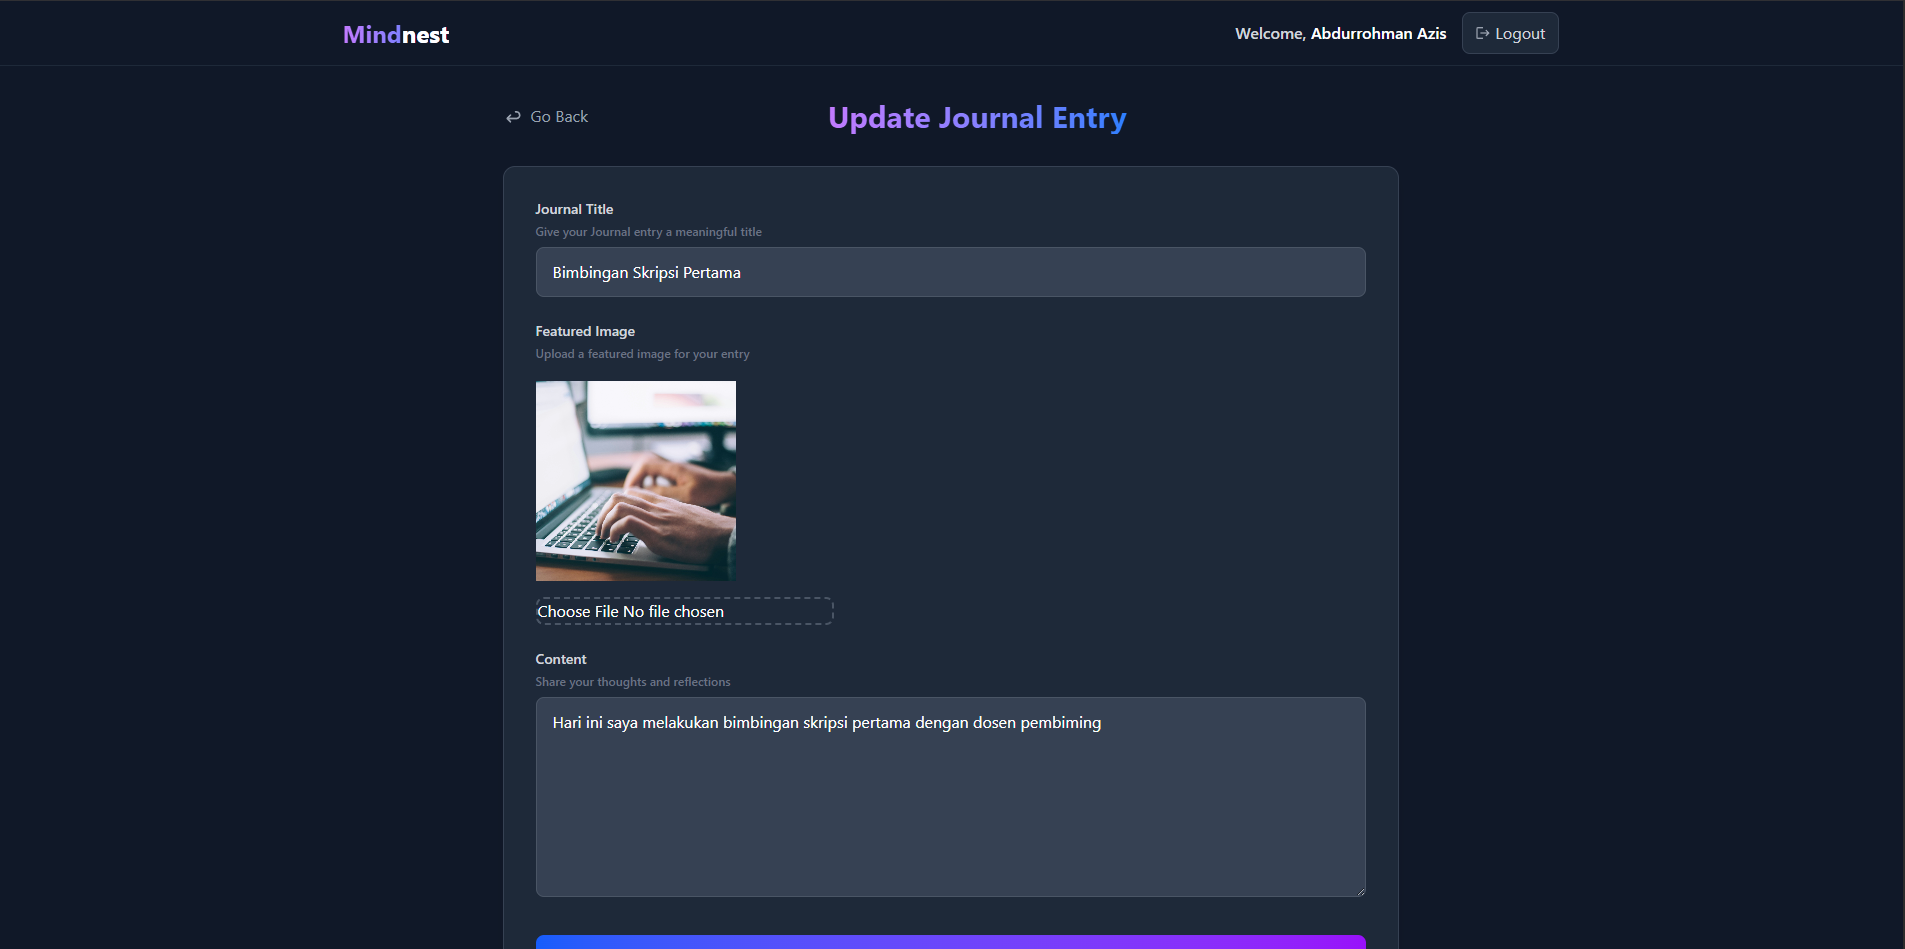 Mindnest
Welcome, Abdurrohman Azis
Logout
Go Back
Update Journal Entry
Journal Title
Give your Journal entry a meaningful title
Bimbingan Skripsi Pertama
Featured Image
Upload a featured image for your entry
Choose File No file chosen
Content
Share your thoughts and reflections
Hari ini saya melakukan bimbingan skripsi pertama dengan dosen pembiming